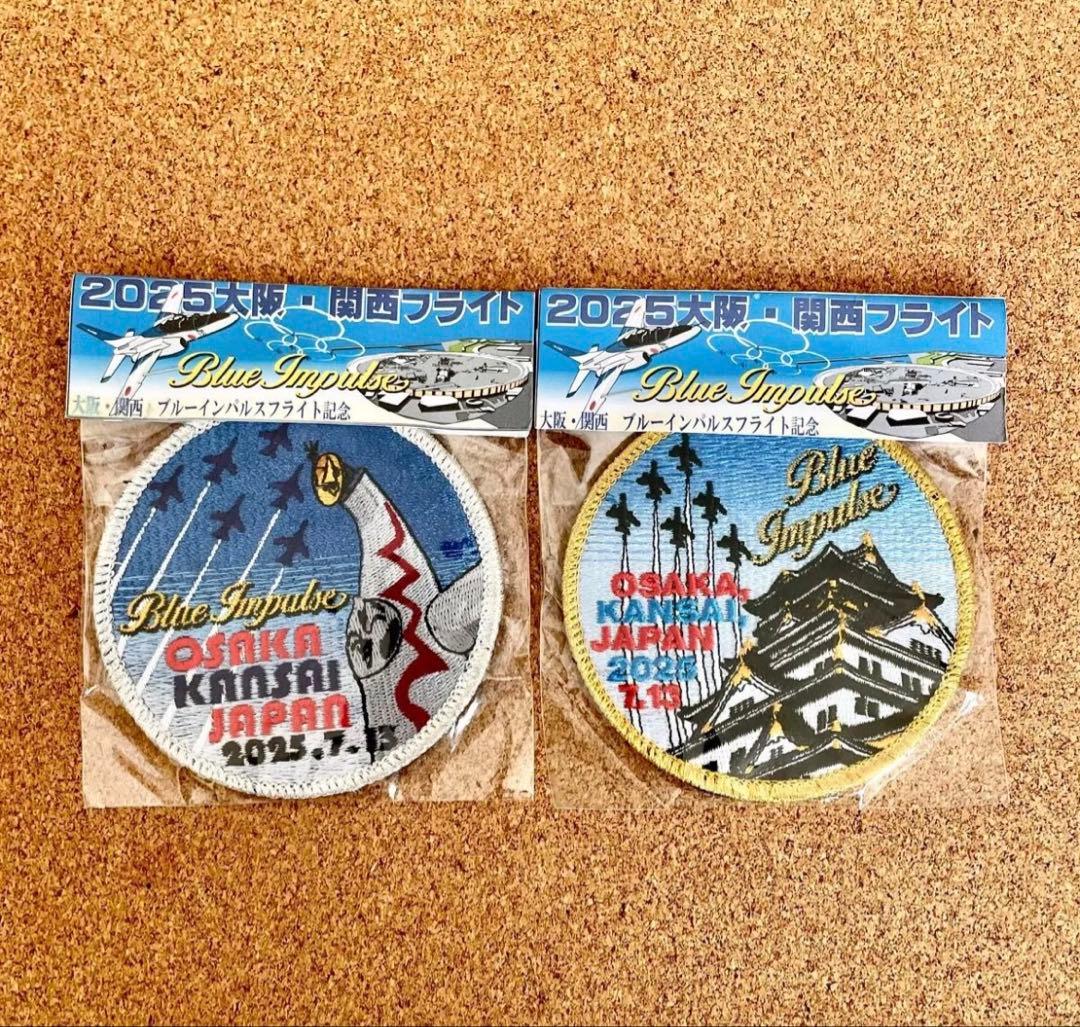 2025大阪・関西フライト
Blue Impulse
大阪・関西 ブルーインパルスフライト記念
Blue Impulse
OSAKA
KANSAI
JAPAN
2025.7.13
2025大阪・関西フライト
Blue Impulse
大阪・関西 ブルーインパルスフライト記念
Blue
Impulse
OSAKA,
KANSAI,
JAPAN
2025
7.13